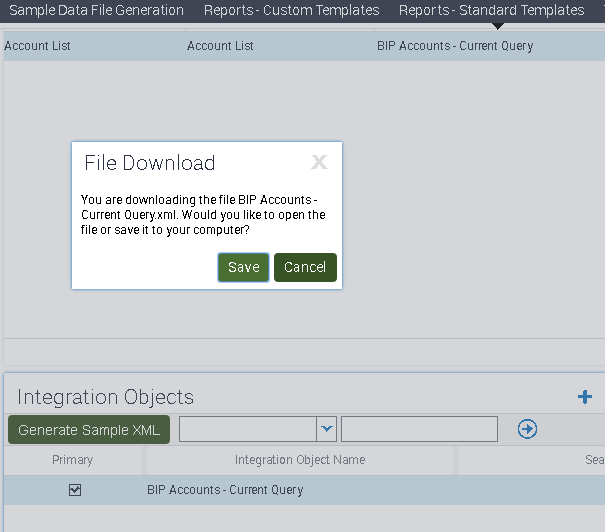 Sample Data File Generation Reports - Custom Templates Reports - Standard Templates
Account List Account List BIP Accounts - Current Query
File Download X
You are downloading the file BIP Accounts -
Current Query.xml. Would you like to open the
file or save it to your computer?
Save Cancel
Integration Objects +
Generate Sample XML
Primary Integration Object Name Sea
BIP Accounts - Current Query